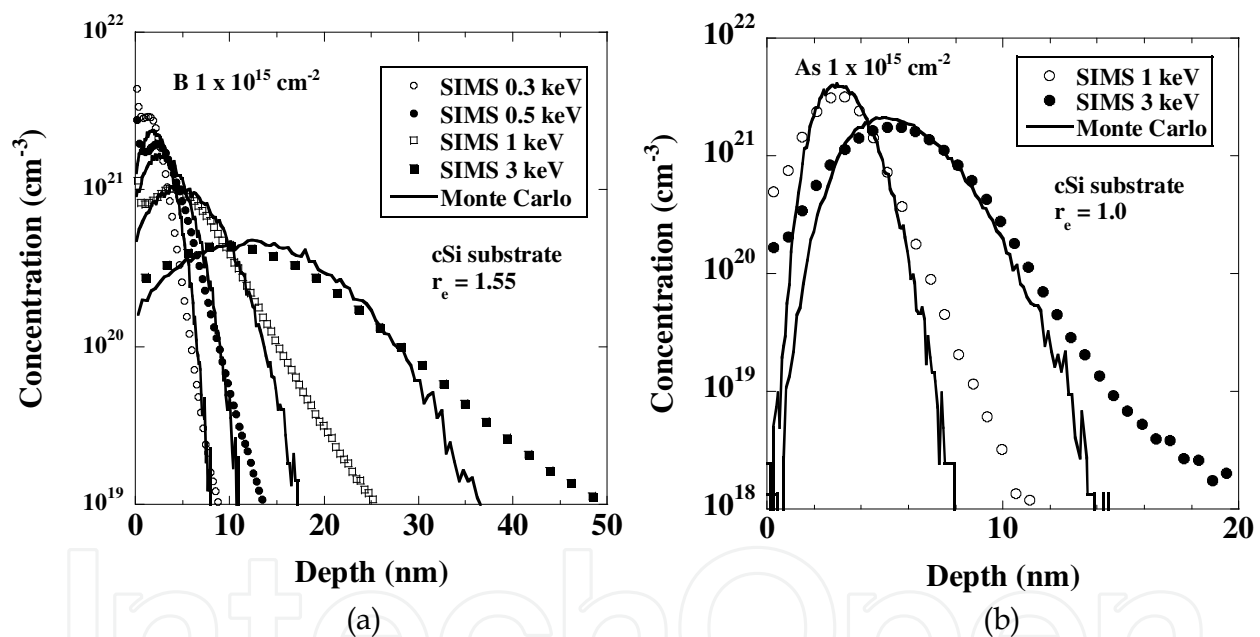 10^22
10^21
10^20
10^19
Concentration (cm^-3)
B 1 x 10^15 cm^-2
SIMS 0.3 keV
SIMS 0.5 keV
SIMS 1 keV
SIMS 3 keV
Monte Carlo
cSi substrate
r_e = 1.55
0 10 20 30 40 50
Depth (nm)
(a)
10^22
10^21
10^20
10^19
10^18
Concentration (cm^-3)
As 1 x 10^15 cm^-2
SIMS 1 keV
SIMS 3 keV
Monte Carlo
cSi substrate
r_e = 1.0
0 10 20
Depth (nm)
(b)
IntechOpen